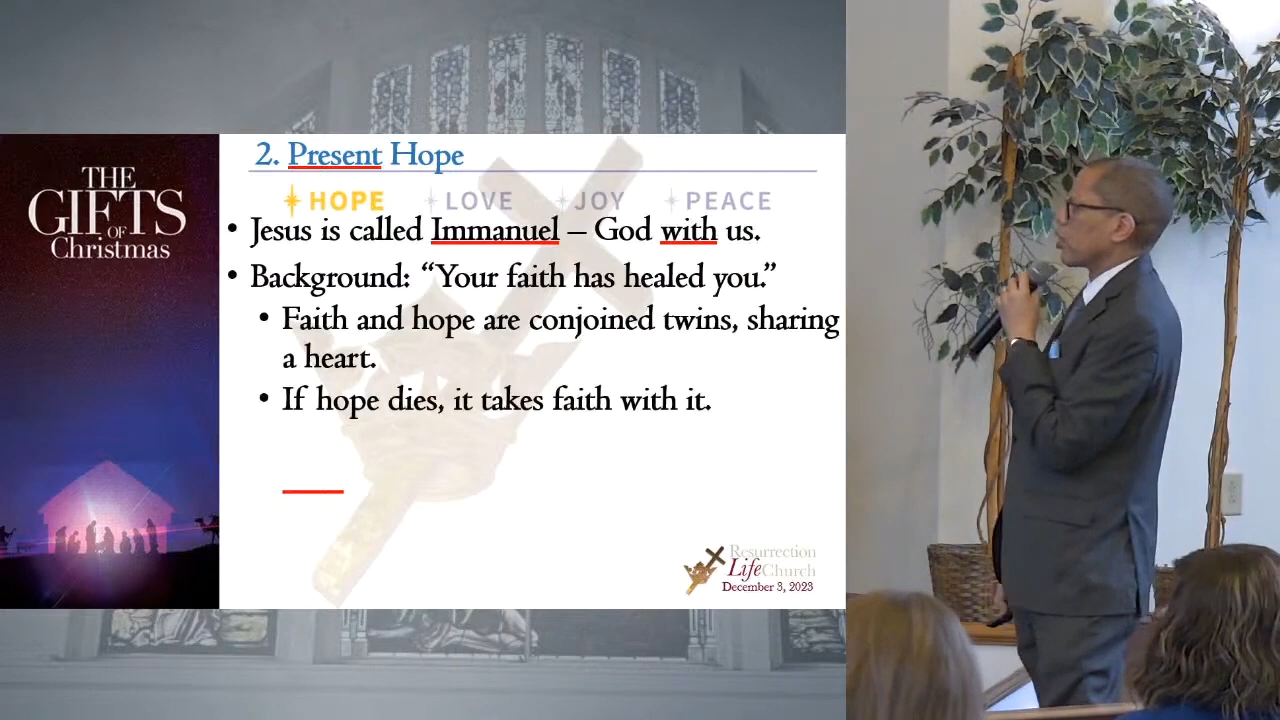 THE
GIFTS
OF
Christmas
2. Present Hope
HOPE LOVE JOY PEACE
• Jesus is called Immanuel – God with us.
• Background: “Your faith has healed you.”
• Faith and hope are conjoined twins, sharing
a heart.
• If hope dies, it takes faith with it.
Resurrection
LifeChurch
December 3, 2023